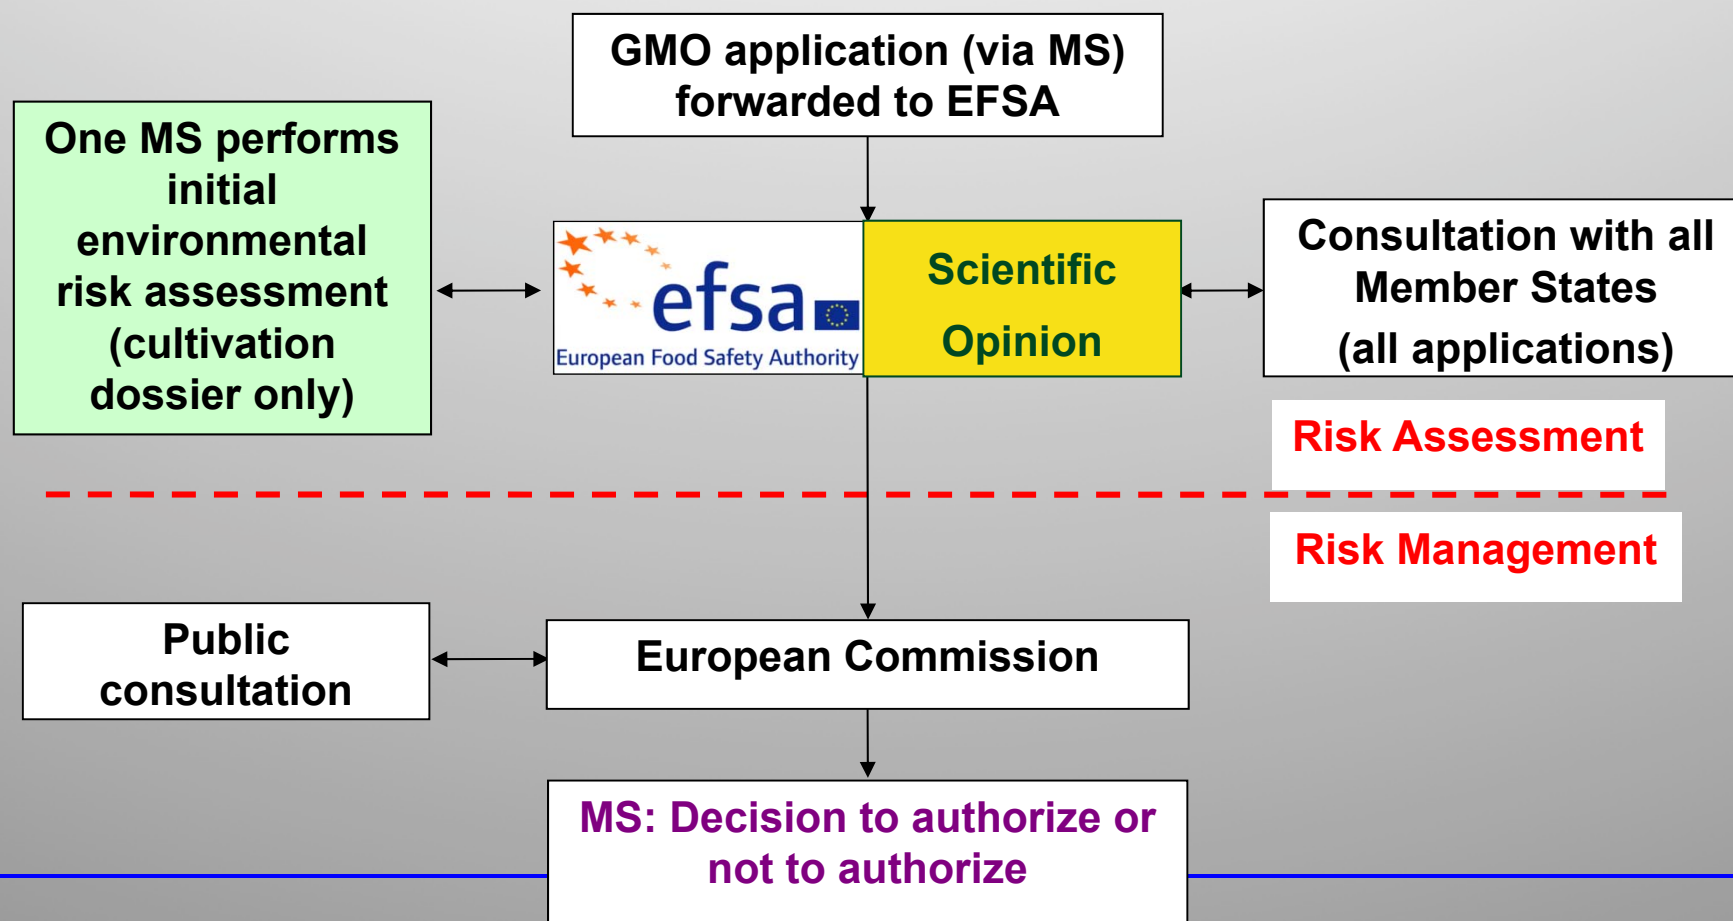 GMO application (via MS)
forwarded to EFSA
One MS performs
initial
environmental
risk assessment
(cultivation
dossier only)
efsa
European Food Safety Authority
Scientific
Opinion
Consultation with all
Member States
(all applications)
Risk Assessment
Risk Management
Public
consultation
European Commission
MS: Decision to authorize or
not to authorize